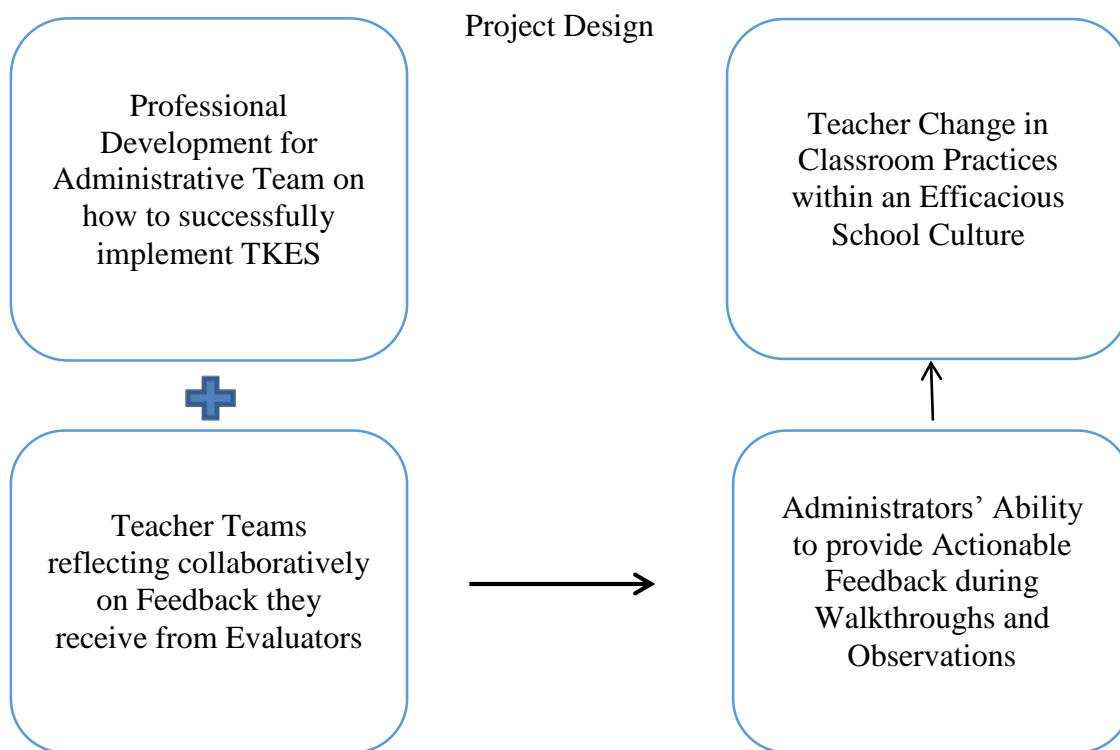 Project Design
Professional
Development for
Administrative Team on
how to successfully
implement TKES
Teacher Change in
Classroom Practices
within an Efficacious
School Culture
Teacher Teams
reflecting collaboratively
on Feedback they
receive from Evaluators
Administrators’ Ability
to provide Actionable
Feedback during
Walkthroughs and
Observations